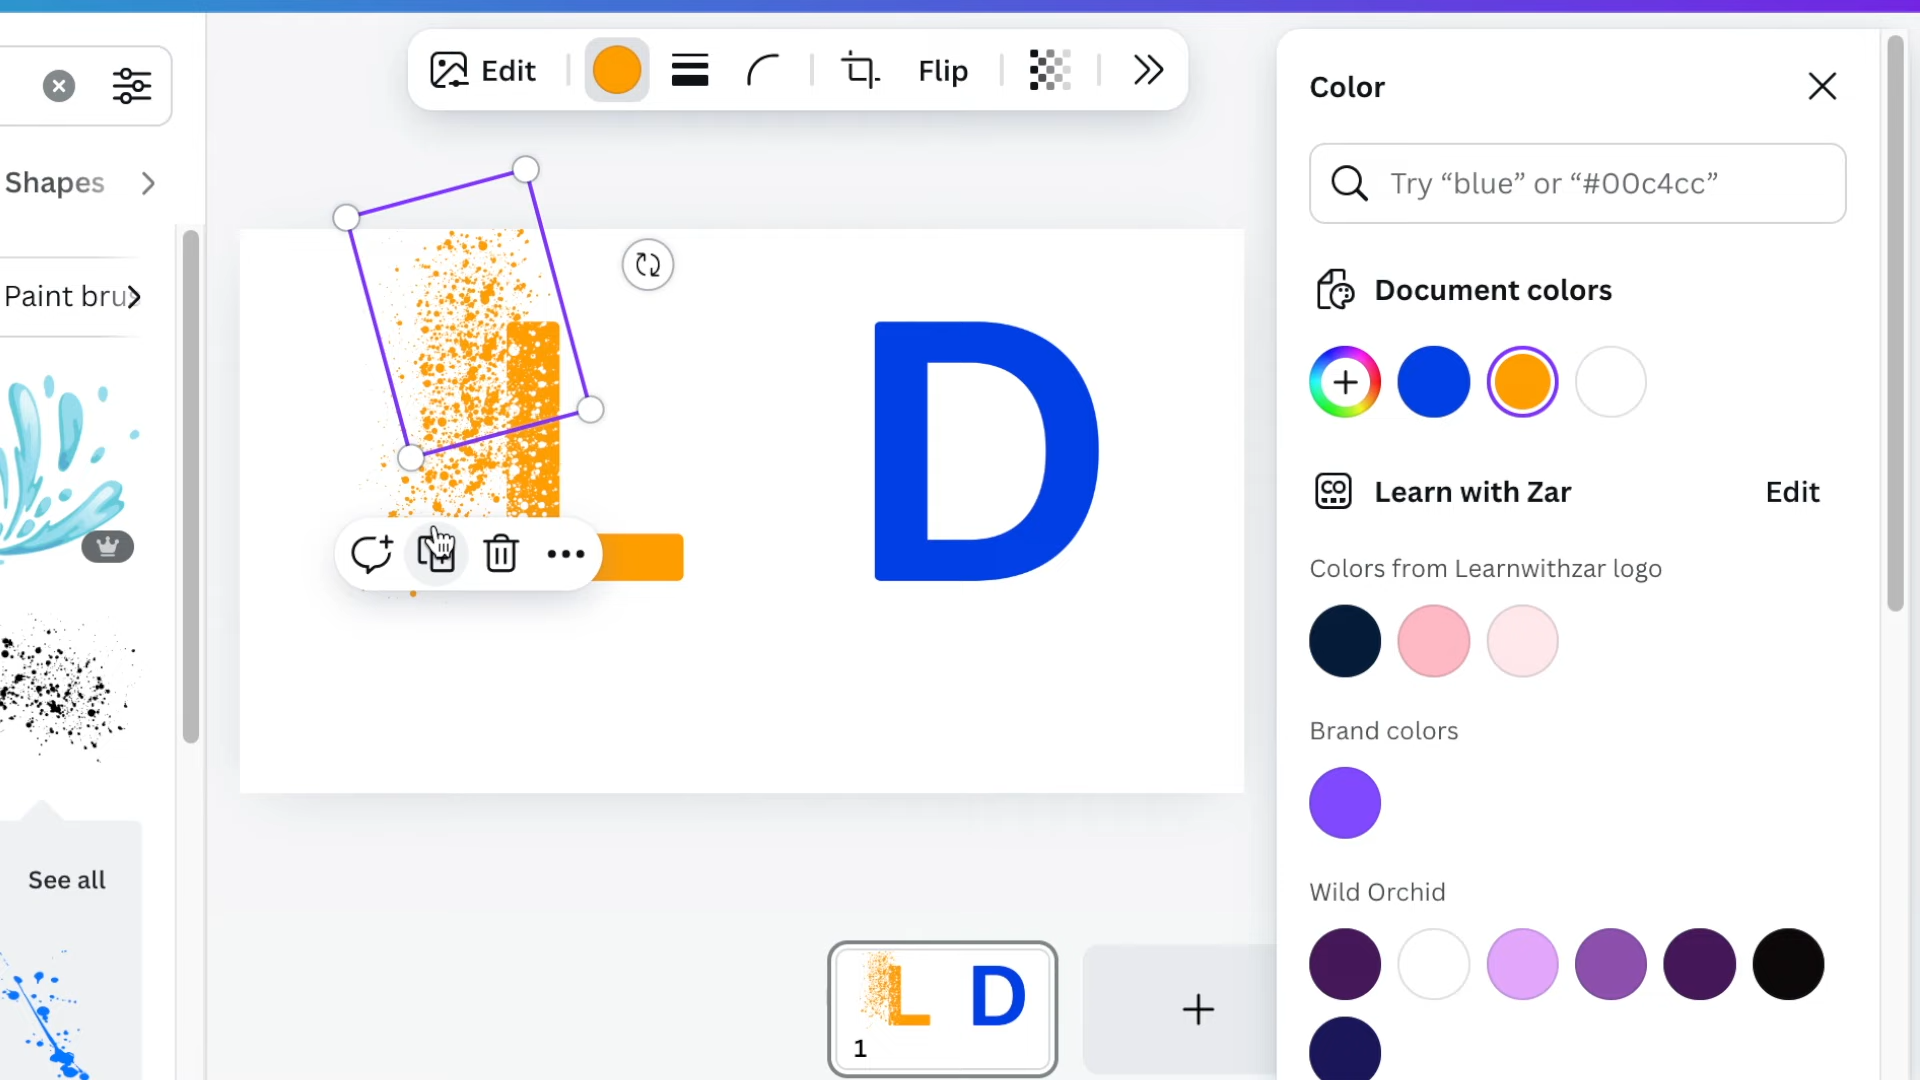 Edit
Flip
Shapes
Paint bru
See all
L
D
L D
1
Color
Try “blue” or “#00c4cc”
Document colors
CO
Learn with Zar
Edit
Colors from Learnwithzar logo
Brand colors
Wild Orchid